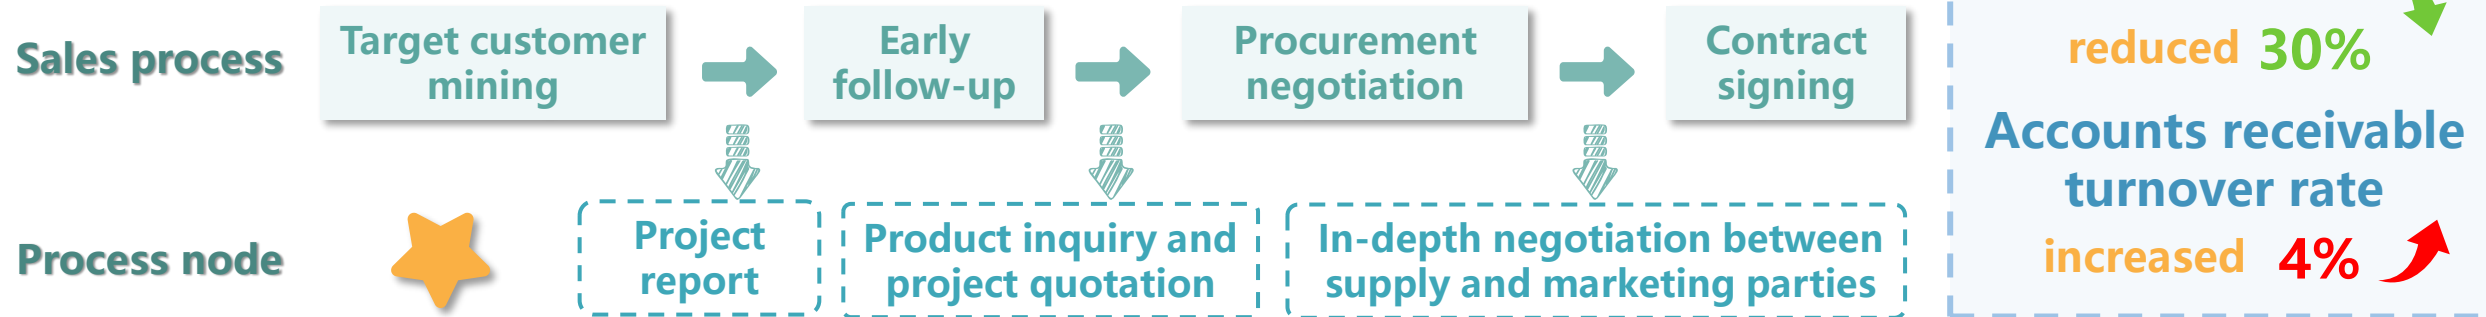 Sales process
Target customer
mining
Early
follow-up
Procurement
negotiation
Contract
signing
Process node
Project
report
Product inquiry and
project quotation
In-depth negotiation between
supply and marketing parties
reduced 30%
Accounts receivable
turnover rate
increased 4%